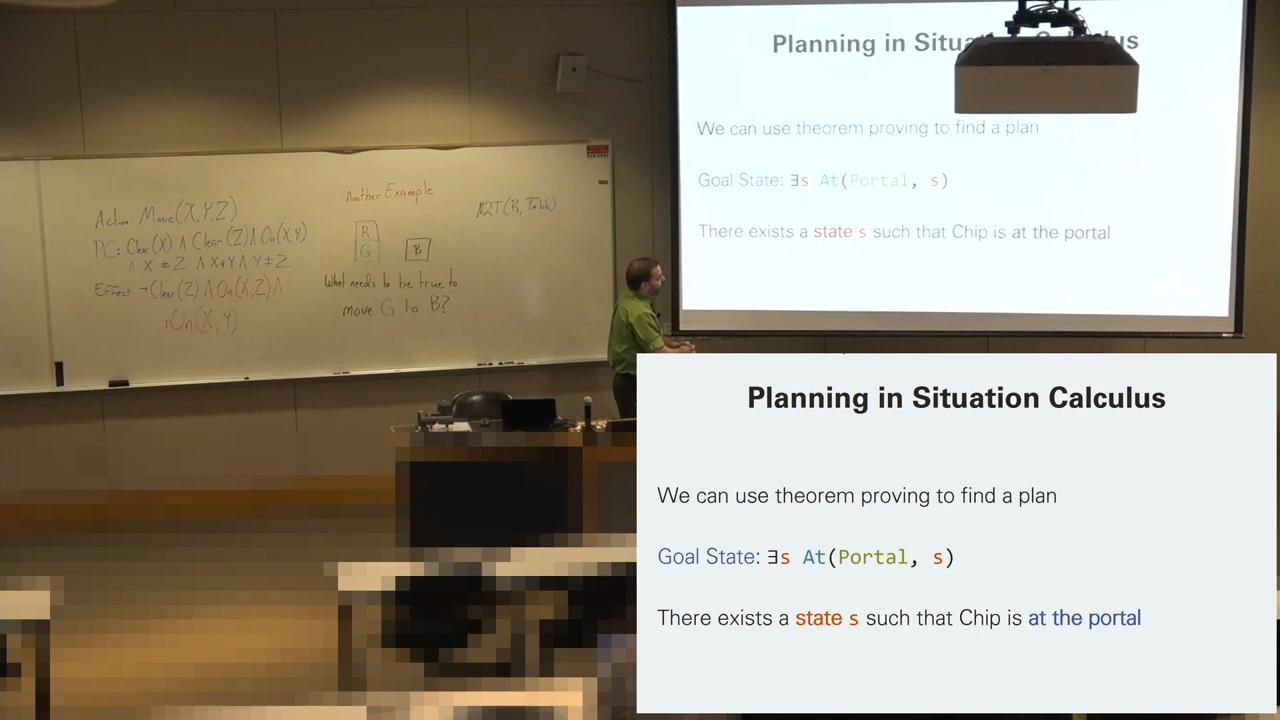 Action: Move(X,Y,Z)
PC: Clear(X) ∧ Clear(Z) ∧ On(X,Y)
∧ X ≠ Z ∧ X≠Y ∧ Y≠Z
Effect ¬Clear(Z) ∧ On(X,Z) ∧
¬On(X,Y)
Another Example
R
G
B
What needs to be true to
move G to B?
M2T(R, Table)
Planning in Situation Calculus
We can use theorem proving to find a plan
Goal State: ∃s At(Portal, s)
There exists a state s such that Chip is at the portal
Planning in Situation Calculus
We can use theorem proving to find a plan
Goal State: ∃s At(Portal, s)
There exists a state s such that Chip is at the portal